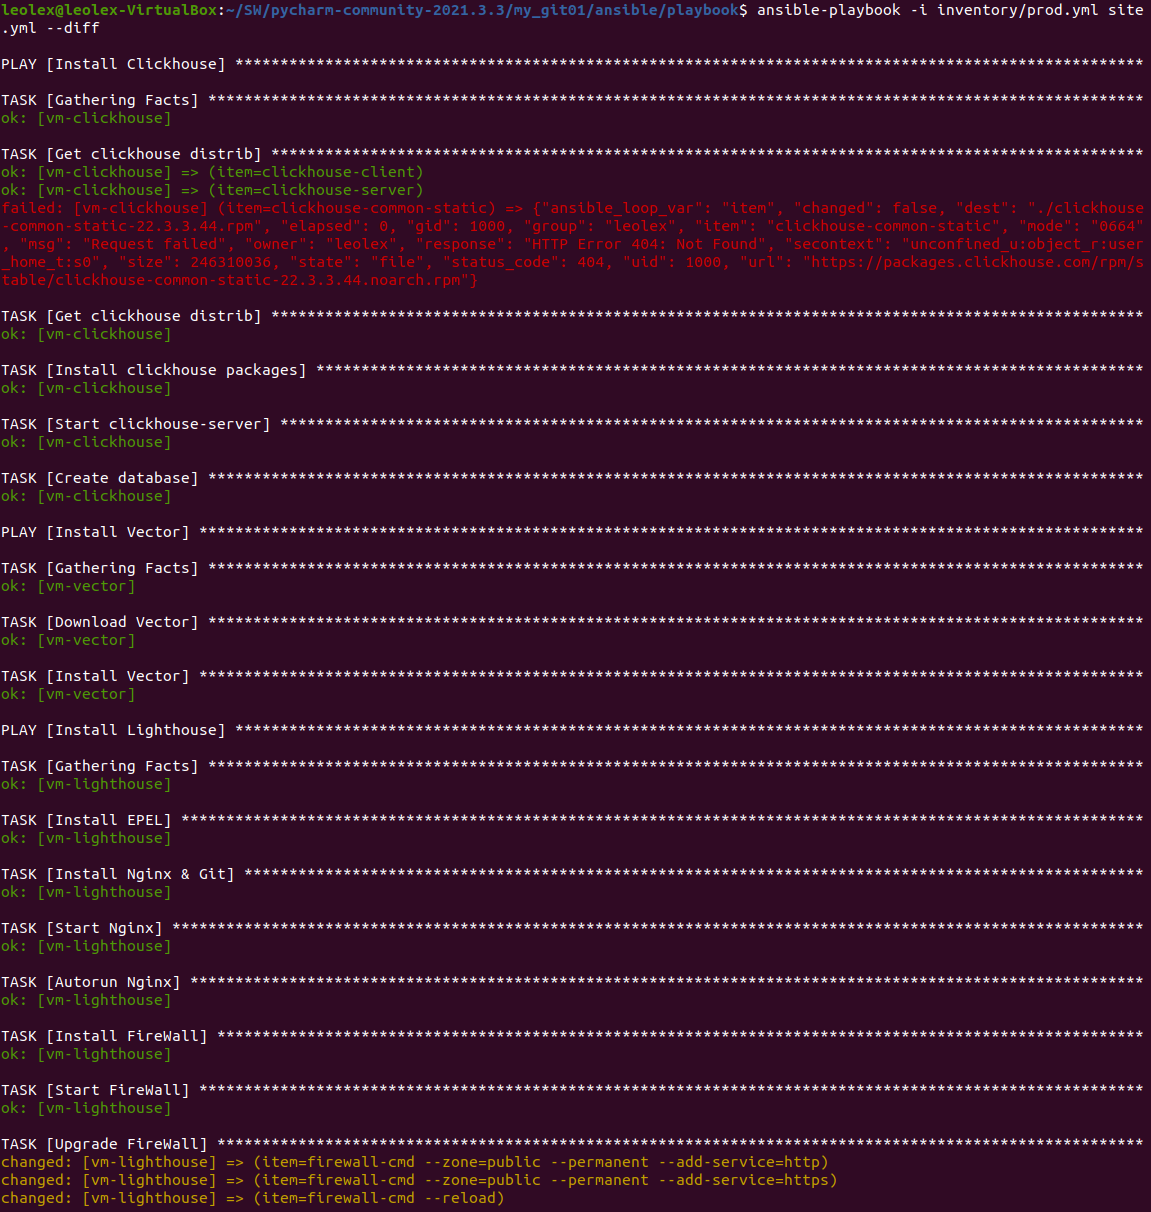 leolex@leolex-VirtualBox:~/SW/pycharm-community-2021.3.3/my_git01/ansible/playbook$ ansible-playbook -i inventory/prod.yml site
.yml --diff
PLAY [Install Clickhouse] *****************************************************************************************************
TASK [Gathering Facts] ********************************************************************************************************
ok: [vm-clickhouse]
TASK [Get clickhouse distrib] *************************************************************************************************
ok: [vm-clickhouse] => (item=clickhouse-client)
ok: [vm-clickhouse] => (item=clickhouse-server)
failed: [vm-clickhouse] (item=clickhouse-common-static) => {"ansible_loop_var": "item", "changed": false, "dest": "./clickhouse
-common-static-22.3.3.44.rpm", "elapsed": 0, "gid": 1000, "group": "leolex", "item": "clickhouse-common-static", "mode": "0664"
, "msg": "Request failed", "owner": "leolex", "response": "HTTP Error 404: Not Found", "secontext": "unconfined_u:object_r:user
_home_t:s0", "size": 246310036, "state": "file", "status_code": 404, "uid": 1000, "url": "https://packages.clickhouse.com/rpm/s
table/clickhouse-common-static-22.3.3.44.noarch.rpm"}
TASK [Get clickhouse distrib] *************************************************************************************************
ok: [vm-clickhouse]
TASK [Install clickhouse packages] ********************************************************************************************
ok: [vm-clickhouse]
TASK [Start clickhouse-server] ************************************************************************************************
ok: [vm-clickhouse]
TASK [Create database] ********************************************************************************************************
ok: [vm-clickhouse]
PLAY [Install Vector] *********************************************************************************************************
TASK [Gathering Facts] ********************************************************************************************************
ok: [vm-vector]
TASK [Download Vector] ********************************************************************************************************
ok: [vm-vector]
TASK [Install Vector] *********************************************************************************************************
ok: [vm-vector]
PLAY [Install Lighthouse] *****************************************************************************************************
TASK [Gathering Facts] ********************************************************************************************************
ok: [vm-lighthouse]
TASK [Install EPEL] ***********************************************************************************************************
ok: [vm-lighthouse]
TASK [Install Nginx & Git] ****************************************************************************************************
ok: [vm-lighthouse]
TASK [Start Nginx] ************************************************************************************************************
ok: [vm-lighthouse]
TASK [Autorun Nginx] **********************************************************************************************************
ok: [vm-lighthouse]
TASK [Install FireWall] *******************************************************************************************************
ok: [vm-lighthouse]
TASK [Start FireWall] *********************************************************************************************************
ok: [vm-lighthouse]
TASK [Upgrade FireWall] *******************************************************************************************************
changed: [vm-lighthouse] => (item=firewall-cmd --zone=public --permanent --add-service=http)
changed: [vm-lighthouse] => (item=firewall-cmd --zone=public --permanent --add-service=https)
changed: [vm-lighthouse] => (item=firewall-cmd --reload)